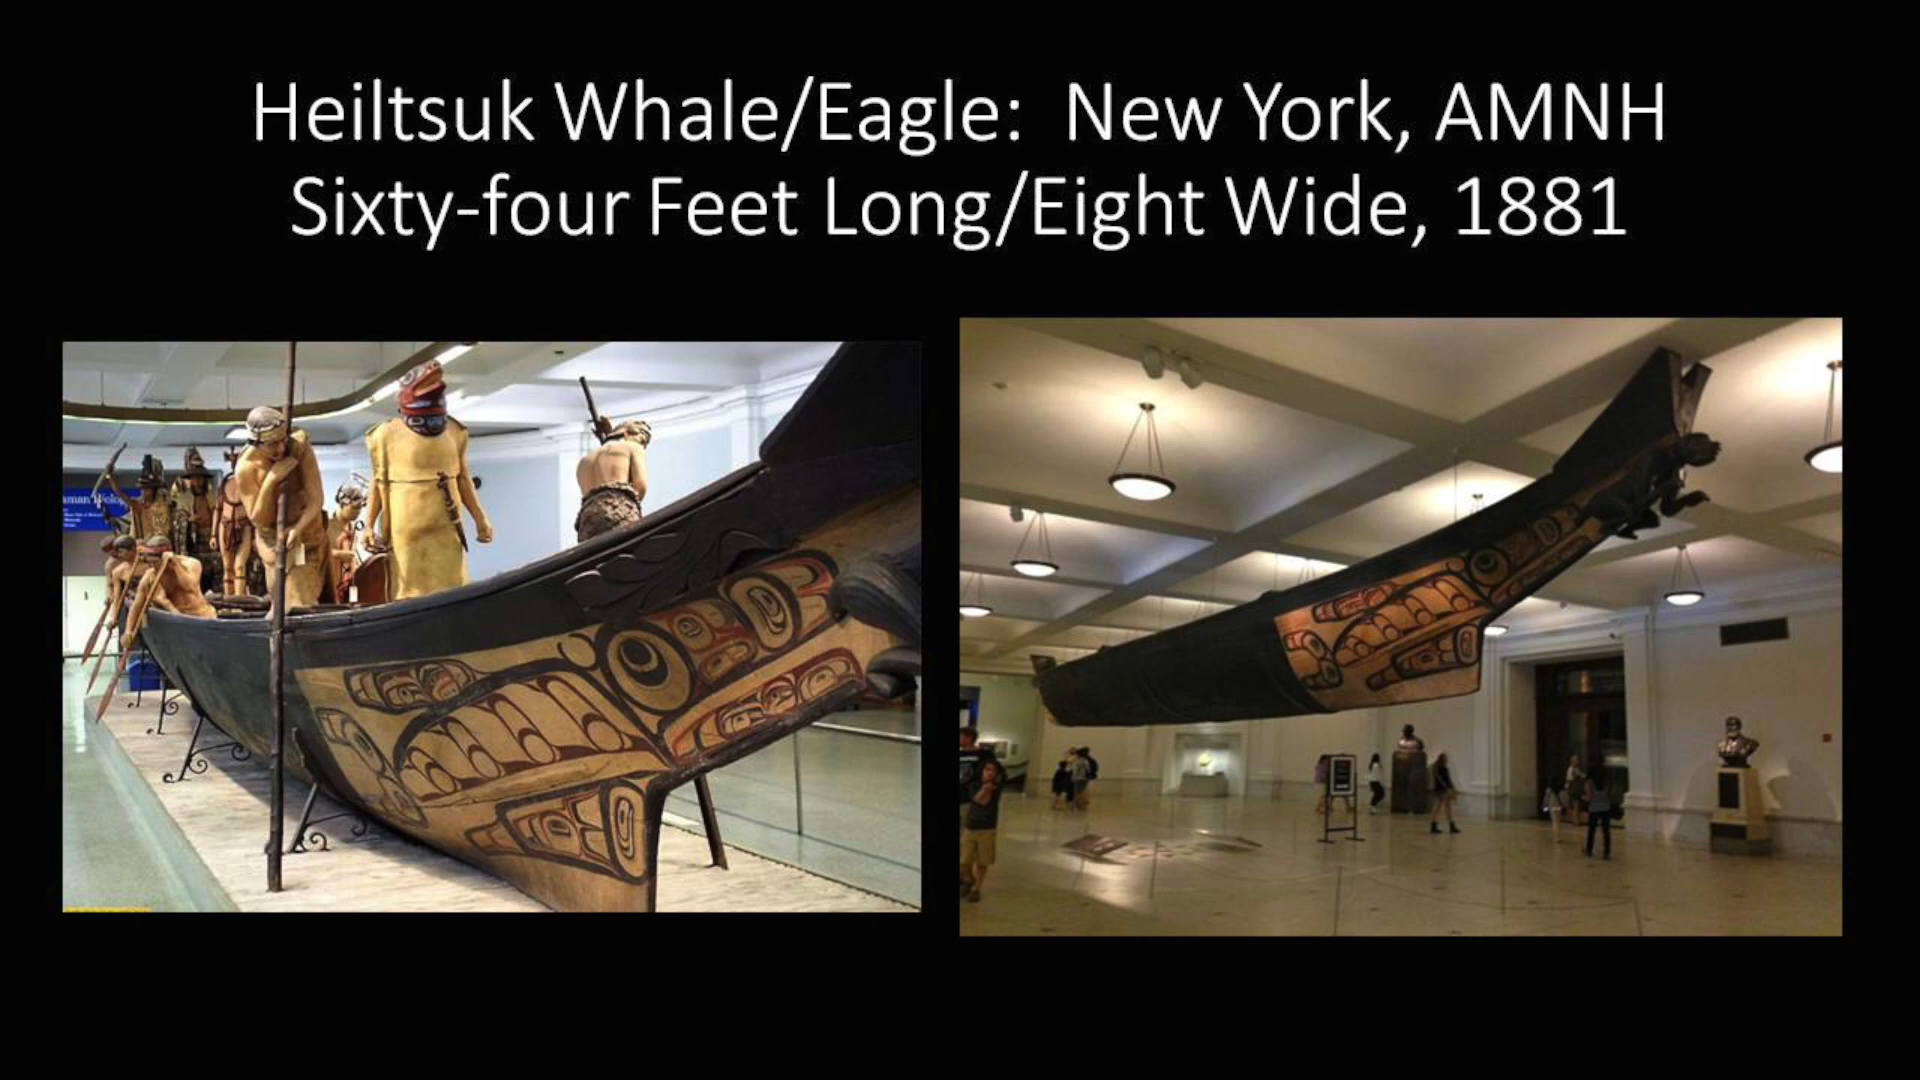 Heiltsuk Whale/Eagle: New York, AMNH
Sixty-four Feet Long/Eight Wide, 1881